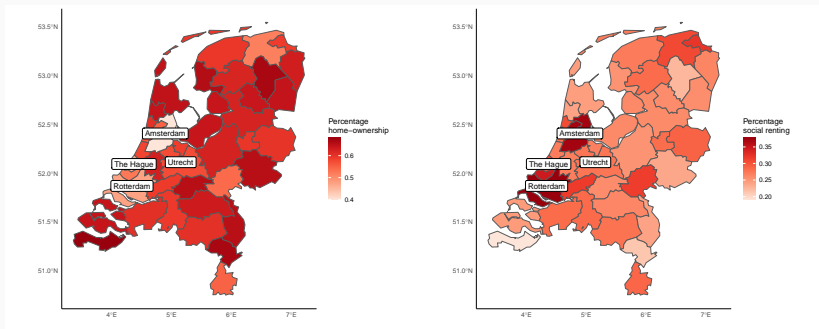 53.5°N
53.0°N
52.5°N
52.0°N
51.5°N
51.0°N
4°E
5°E
6°E
7°E
Amsterdam
The Hague
Utrecht
Rotterdam
Percentage
home−ownership
0.6
0.5
0.4
53.5°N
53.0°N
52.5°N
52.0°N
51.5°N
51.0°N
4°E
5°E
6°E
7°E
Amsterdam
The Hague
Utrecht
Rotterdam
Percentage
social renting
0.35
0.30
0.25
0.20